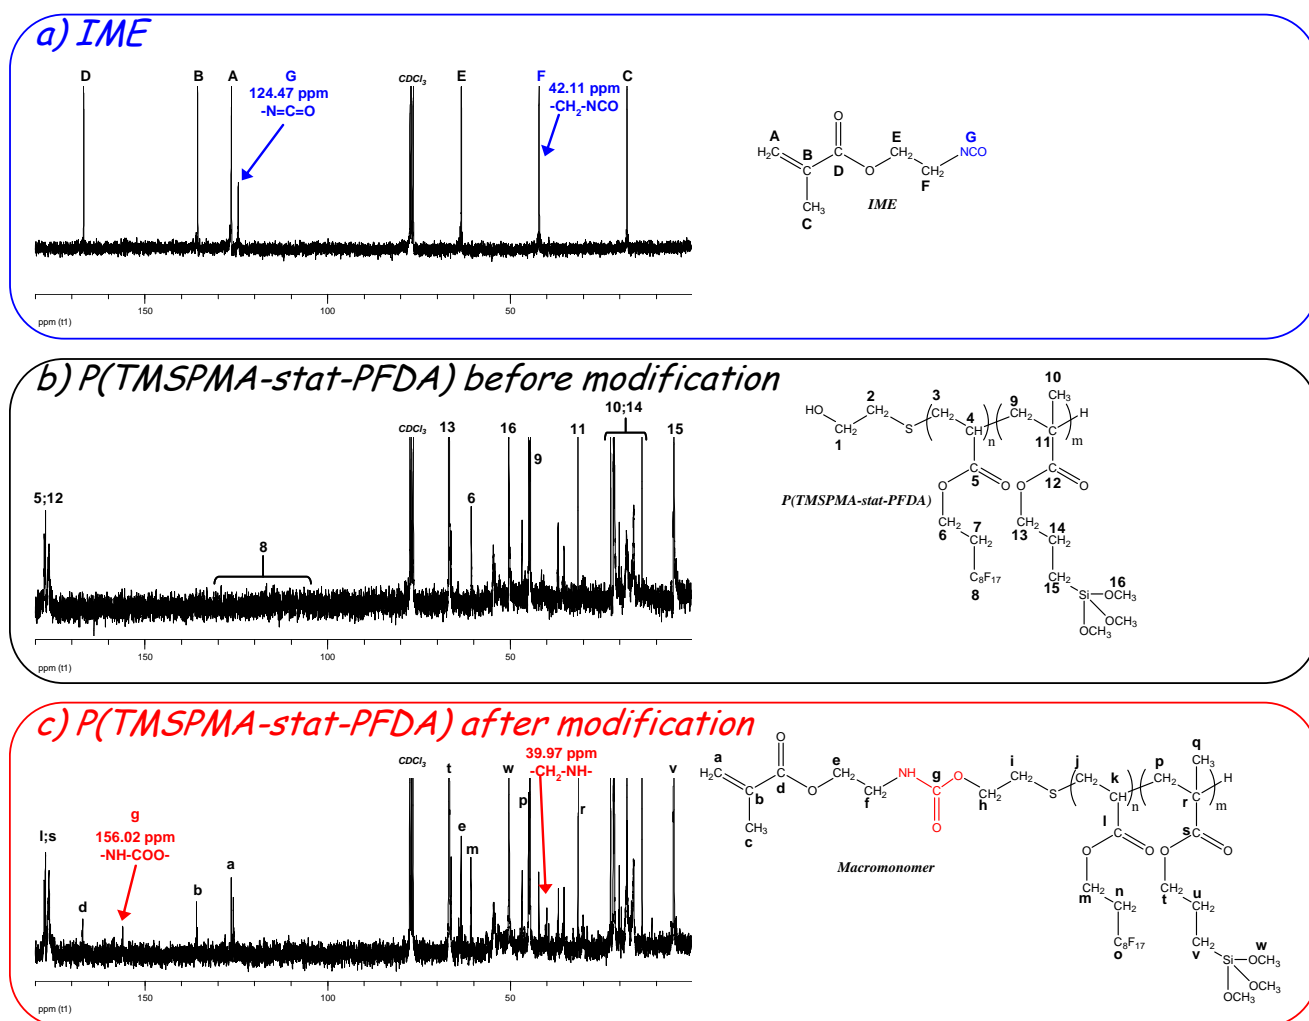 a) IME
D B A G CDCl3 E F C
124.47 ppm
-N=C=O
42.11 ppm
-CH2-NCO
150 100 50
ppm (t1)
A
H2C
B
CH3
C
O
D
O
E
CH2
CH2
F
G
NCO
IME
b) P(TMSPMA-stat-PFDA) before modification
5;12
8
CDCl3 13 6 16 9 11 10;14 15
150 100 50
ppm (t1)
HO
CH2
1
2
CH2
S
3
CH2
4
n
9
CH2
10
CH3
11
m
H
5
O
O
12
O
O
P(TMSPMA-stat-PFDA)
CH2
6
7
CH2
C8F17
8
CH2
13
14
CH2
CH2
15
Si
16
OCH3
OCH3
OCH3
c) P(TMSPMA-stat-PFDA) after modification
l;s
d
g
156.02 ppm
-NH-COO-
b a CDCl3 t e m w p
39.97 ppm
-CH2-NH-
r v
150 100 50
ppm (t1)
a
H2C
b
CH3
c
O
d
O
e
CH2
CH2
f
NH
g
O
O
CH2
h
i
CH2
S
j
CH2
k
n
p
CH2
q
CH3
r
m
H
l
O
O
s
O
O
Macromonomer
CH2
m
n
CH2
C8F17
o
CH2
t
u
CH2
CH2
v
Si
w
OCH3
OCH3
OCH3